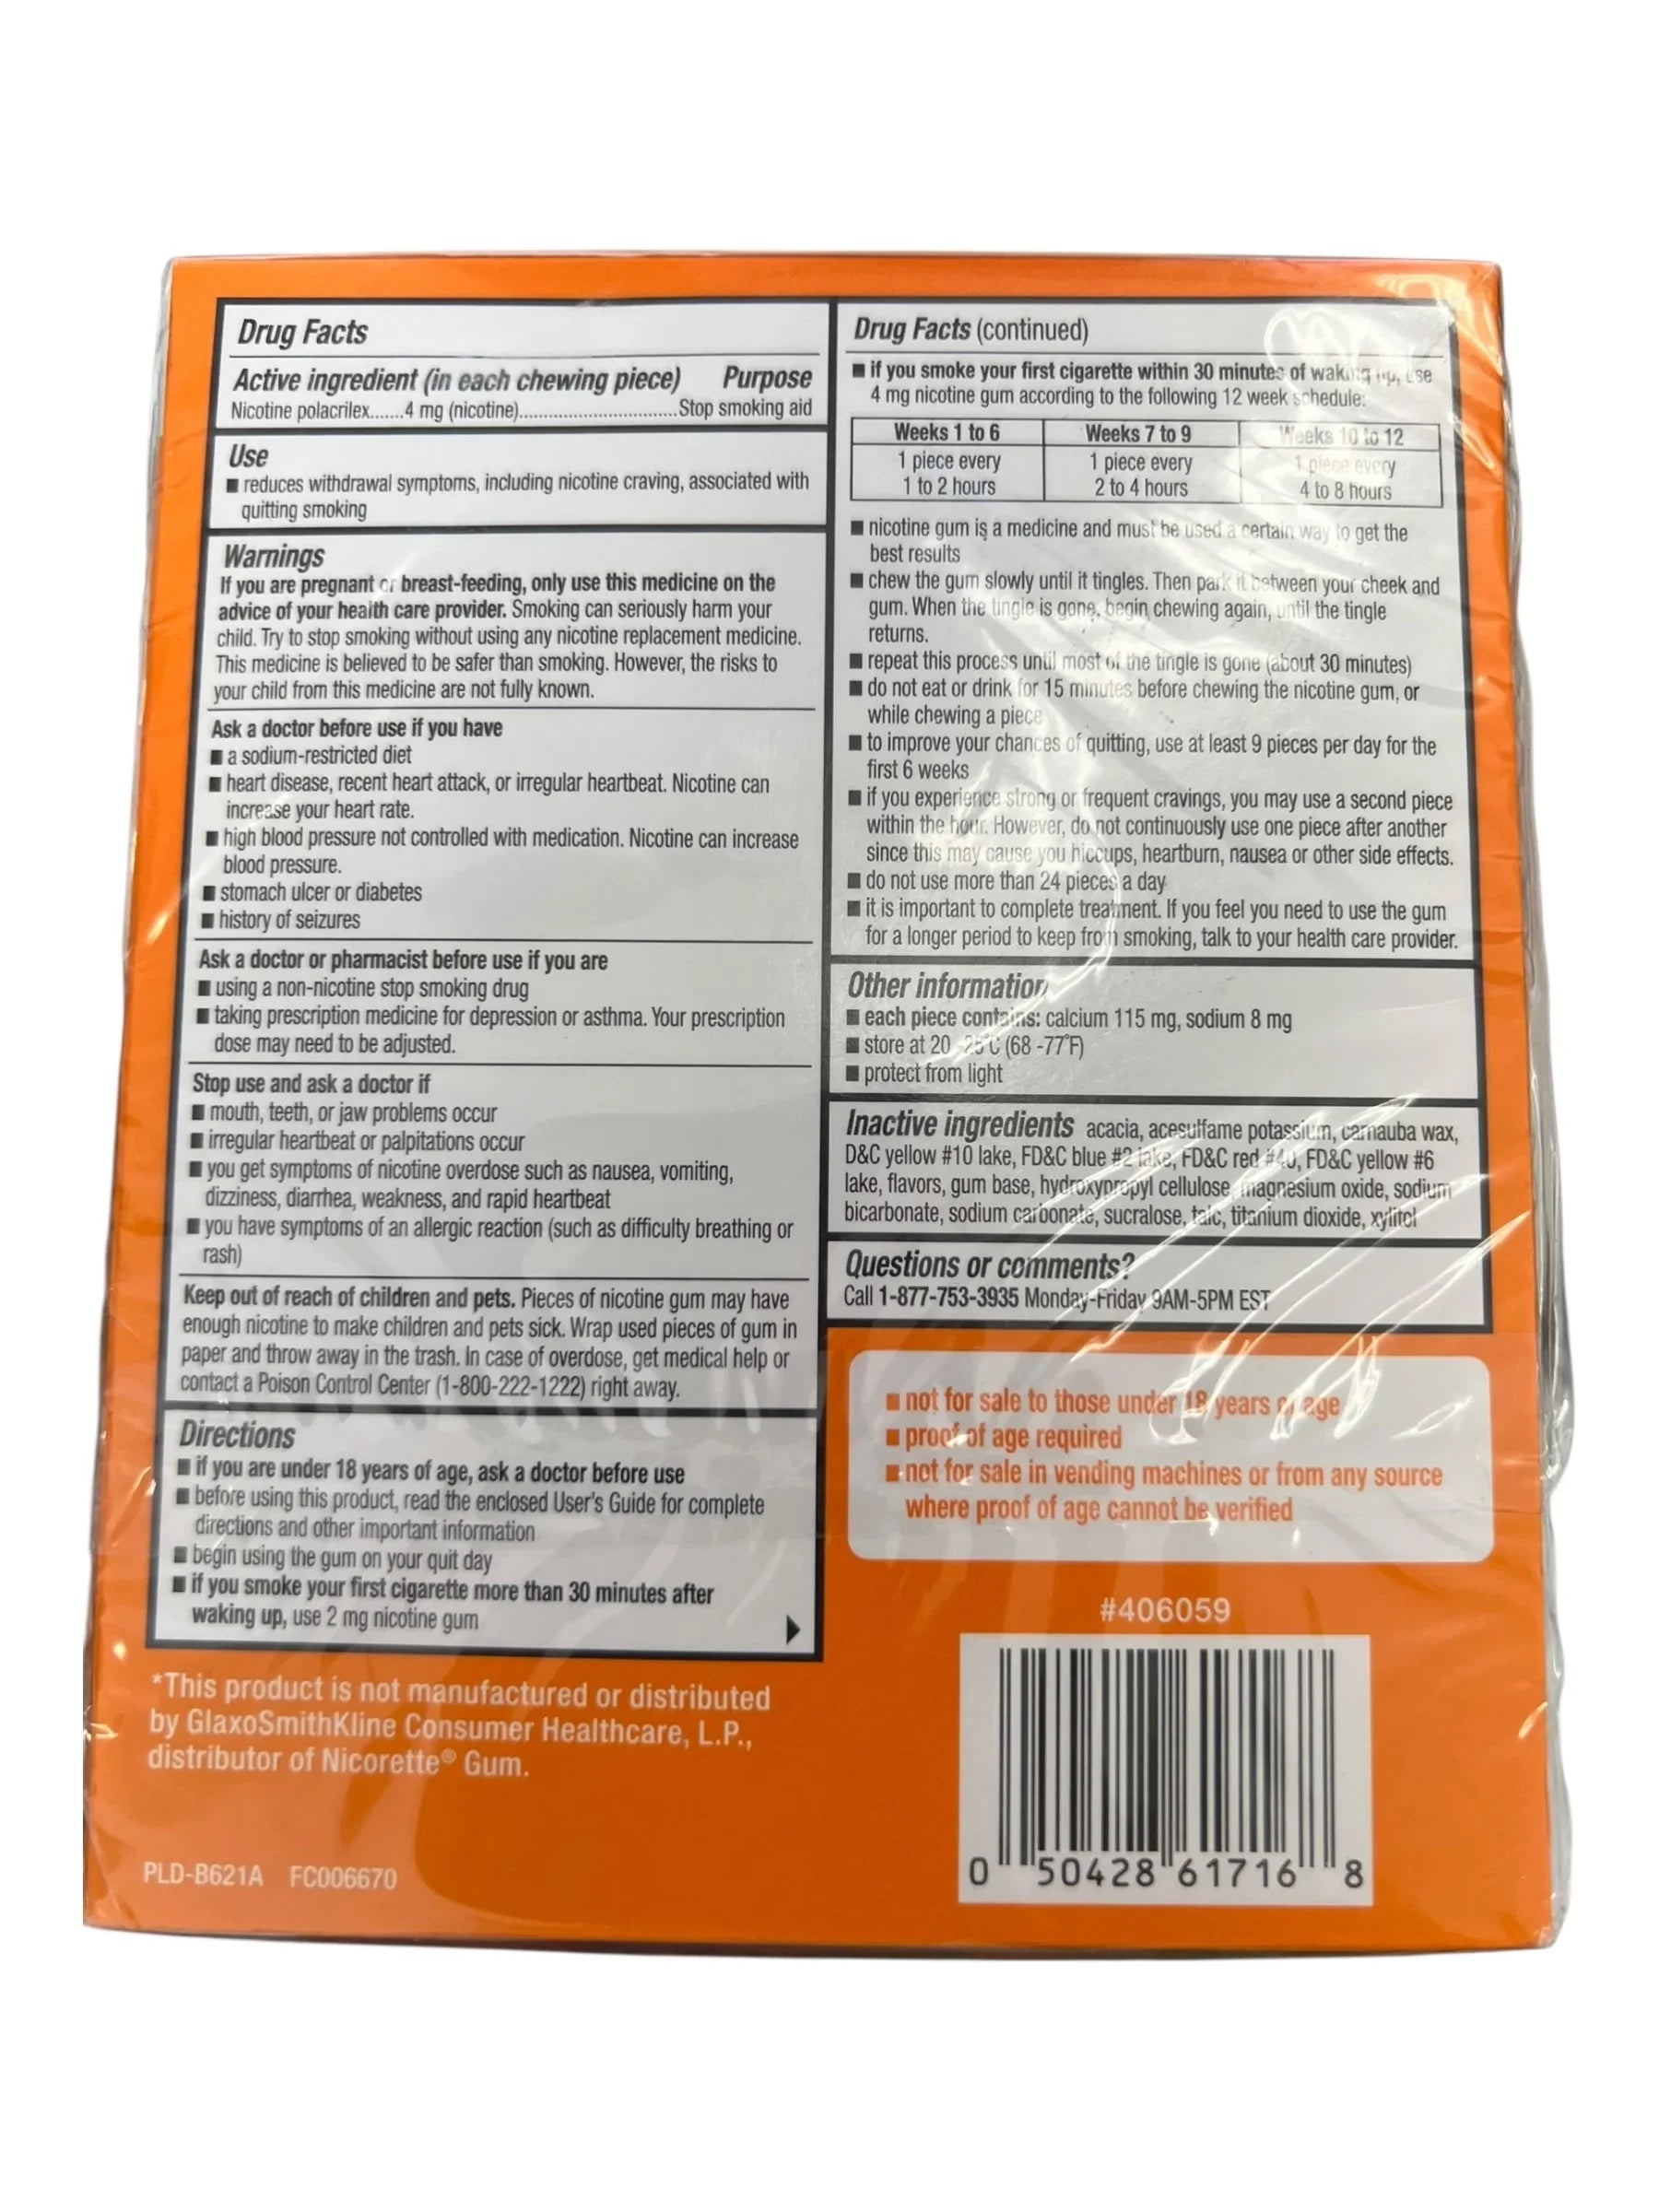 Drug Facts
Active ingredient (in each chewing piece) Purpose
Nicotine polacrilex.......4 mg (nicotine)..............................Stop smoking aid
Use
■ reduces withdrawal symptoms, including nicotine craving, associated with
quitting smoking
Warnings
If you are pregnant or breast-feeding, only use this medicine on the
advice of your health care provider. Smoking can seriously harm your
child. Try to stop smoking without using any nicotine replacement medicine.
This medicine is believed to be safer than smoking. However, the risks to
your child from this medicine are not fully known.
Ask a doctor before use if you have
■ a sodium-restricted diet
■ heart disease, recent heart attack, or irregular heartbeat. Nicotine can
increase your heart rate.
■ high blood pressure not controlled with medication. Nicotine can increase
blood pressure.
■ stomach ulcer or diabetes
■ history of seizures
Ask a doctor or pharmacist before use if you are
■ using a non-nicotine stop smoking drug
■ taking prescription medicine for depression or asthma. Your prescription
dose may need to be adjusted.
Stop use and ask a doctor if
■ mouth, teeth, or jaw problems occur
■ irregular heartbeat or palpitations occur
■ you get symptoms of nicotine overdose such as nausea, vomiting,
dizziness, diarrhea, weakness, and rapid heartbeat
■ you have symptoms of an allergic reaction (such as difficulty breathing or
rash)
Keep out of reach of children and pets. Pieces of nicotine gum may have
enough nicotine to make children and pets sick. Wrap used pieces of gum in
paper and throw away in the trash. In case of overdose, get medical help or
contact a Poison Control Center (1-800-222-1222) right away.
Directions
■ if you are under 18 years of age, ask a doctor before use
■ before using this product, read the enclosed User's Guide for complete
directions and other important information
■ begin using the gum on your quit day
■ if you smoke your first cigarette more than 30 minutes after
waking up, use 2 mg nicotine gum
*This product is not manufactured or distributed
by GlaxoSmithKline Consumer Healthcare, L.P.,
distributor of Nicorette® Gum.
PLD-B621A FC006670
Drug Facts (continued)
■ if you smoke your first cigarette within 30 minutes of waking up, use
4 mg nicotine gum according to the following 12 week schedule:
Weeks 1 to 6 Weeks 7 to 9 Weeks 10 to 12
1 piece every 1 piece every 1 piece every
1 to 2 hours 2 to 4 hours 4 to 8 hours
■ nicotine gum is a medicine and must be used a certain way to get the
best results
■ chew the gum slowly until it tingles. Then park it between your cheek and
gum. When the tingle is gone, begin chewing again, until the tingle
returns.
■ repeat this process until most of the tingle is gone (about 30 minutes)
■ do not eat or drink for 15 minutes before chewing the nicotine gum, or
while chewing a piece
■ to improve your chances of quitting, use at least 9 pieces per day for the
first 6 weeks
■ if you experience strong or frequent cravings, you may use a second piece
within the hour. However, do not continuously use one piece after another
since this may cause you hiccups, heartburn, nausea or other side effects.
■ do not use more than 24 pieces a day
■ it is important to complete treatment. If you feel you need to use the gum
for a longer period to keep from smoking, talk to your health care provider.
Other information
■ each piece contains: calcium 115 mg, sodium 8 mg
■ store at 20 -25°C (68 -77°F)
■ protect from light
Inactive ingredients acacia, acesulfame potassium, carnauba wax,
D&C yellow #10 lake, FD&C blue #2 lake, FD&C red #40, FD&C yellow #6
lake, flavors, gum base, hydroxypropyl cellulose, magnesium oxide, sodium
bicarbonate, sodium carbonate, sucralose, talc, titanium dioxide, xylitol
Questions or comments?
Call 1-877-753-3935 Monday-Friday 9AM-5PM EST
■ not for sale to those under 18 years of age
■ proof of age required
■ not for sale in vending machines or from any source
where proof of age cannot be verified
#406059
0 50428 61716 8